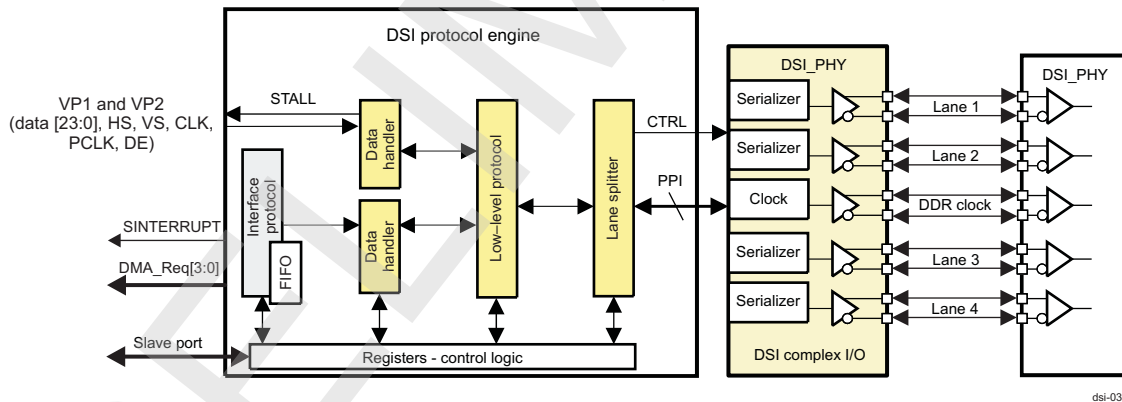 DSI protocol engine
VP1 and VP2
(data [23:0], HS, VS, CLK,
PCLK, DE)
STALL
Data
handler
Interface
protocol
FIFO
Data
handler
Low–level protocol
Lane splitter
CTRL
PPI
SINTERRUPT
DMA_Req[3:0]
Slave port
Registers - control logic
DSI_PHY
Serializer
Serializer
Clock
Serializer
Serializer
DSI complex I/O
Lane 1
Lane 2
DDR clock
Lane 3
Lane 4
DSI_PHY
dsi-03